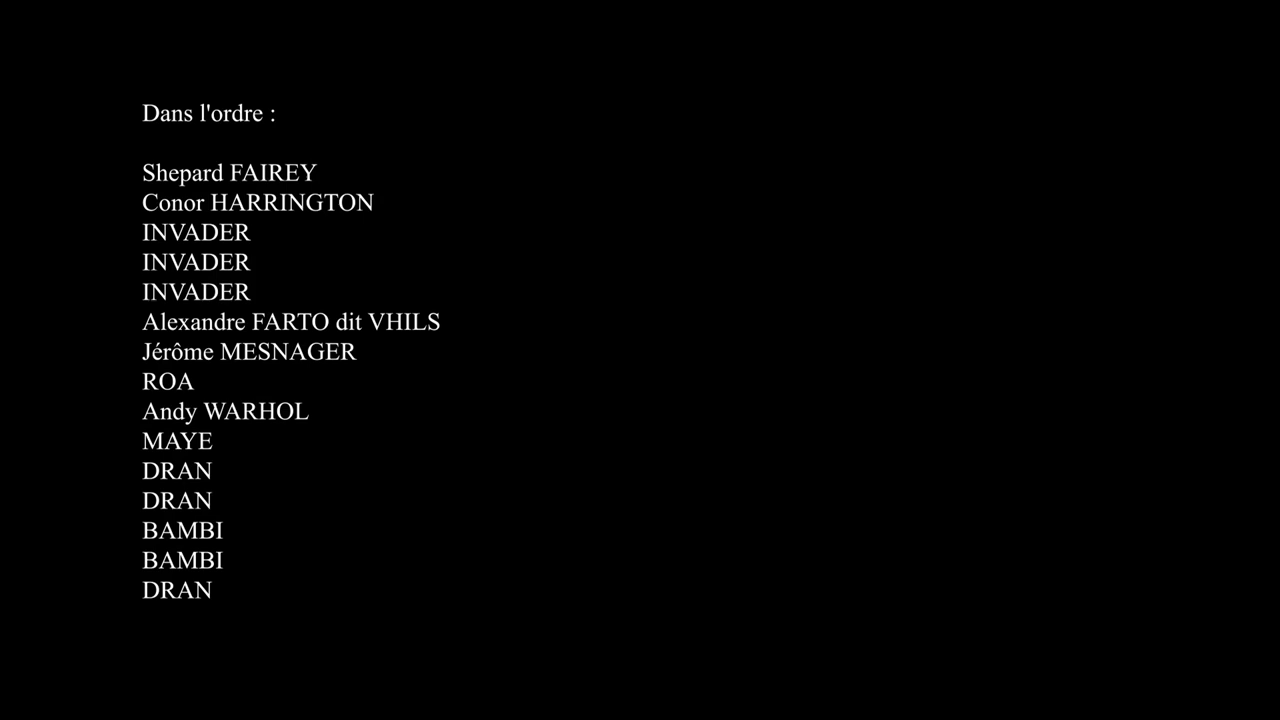 Dans l'ordre :
Shepard FAIREY
Conor HARRINGTON
INVADER
INVADER
INVADER
Alexandre FARTO dit VHILS
Jérôme MESNAGER
ROA
Andy WARHOL
MAYE
DRAN
DRAN
BAMBI
BAMBI
DRAN